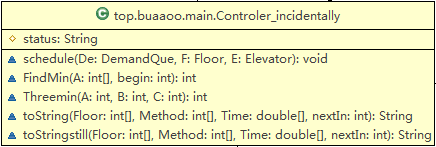 top.buaaoo.main.Controler_incidentally
status: String
schedule(De: DemandQue, F: Floor, E: Elevator): void
FindMin(A: int[], begin: int): int
Threemin(A: int, B: int, C: int): int
toString(Floor: int[], Method: int[], Time: double[], nextIn: int): String
toStringstill(Floor: int[], Method: int[], Time: double[], nextIn: int): String